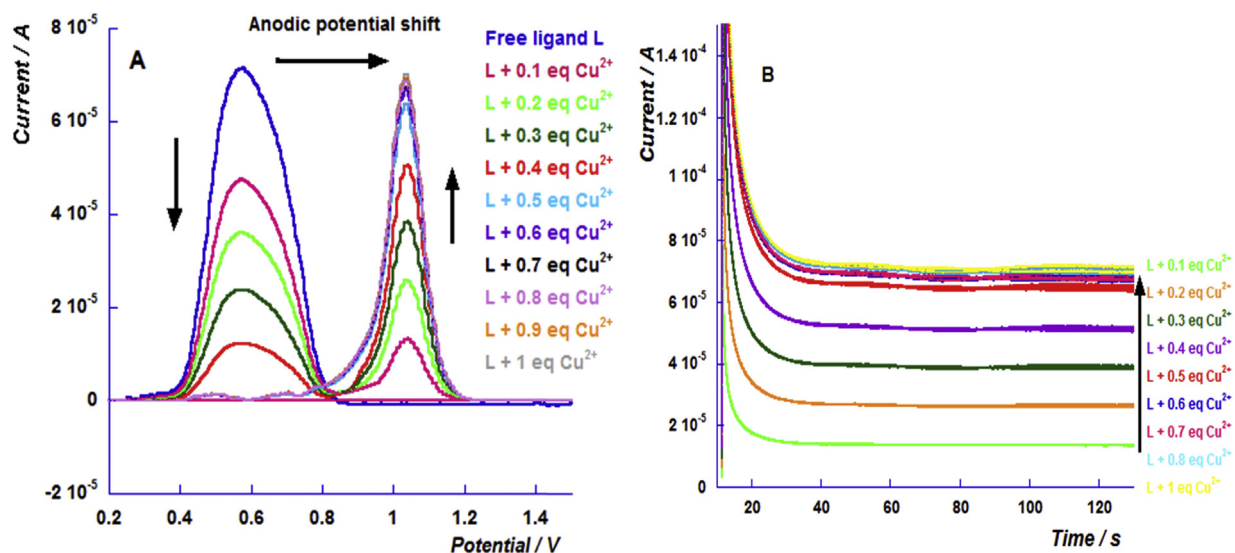 A
Anodic potential shift
Current / A
8 10⁻⁵
6 10⁻⁵
4 10⁻⁵
2 10⁻⁵
0
-2 10⁻⁵
0.2 0.4 0.6 0.8 1 1.2 1.4
Potential / V
Free ligand L
L + 0.1 eq Cu²⁺
L + 0.2 eq Cu²⁺
L + 0.3 eq Cu²⁺
L + 0.4 eq Cu²⁺
L + 0.5 eq Cu²⁺
L + 0.6 eq Cu²⁺
L + 0.7 eq Cu²⁺
L + 0.8 eq Cu²⁺
L + 0.9 eq Cu²⁺
L + 1 eq Cu²⁺
B
Current / A
1.4 10⁻⁴
1.2 10⁻⁴
1 10⁻⁴
8 10⁻⁵
6 10⁻⁵
4 10⁻⁵
2 10⁻⁵
0
20 40 60 80 100 120
Time / s
L + 0.1 eq Cu²⁺
L + 0.2 eq Cu²⁺
L + 0.3 eq Cu²⁺
L + 0.4 eq Cu²⁺
L + 0.5 eq Cu²⁺
L + 0.6 eq Cu²⁺
L + 0.7 eq Cu²⁺
L + 0.8 eq Cu²⁺
L + 1 eq Cu²⁺